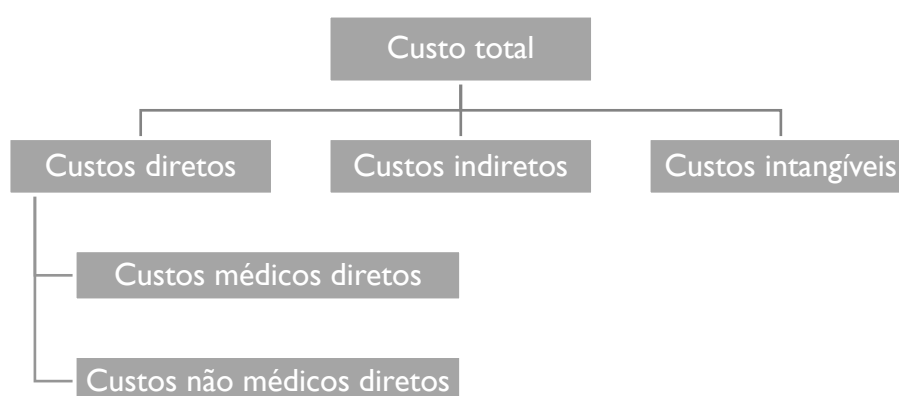 Custo total
Custos diretos
Custos indiretos
Custos intangíveis
Custos médicos diretos
Custos não médicos diretos